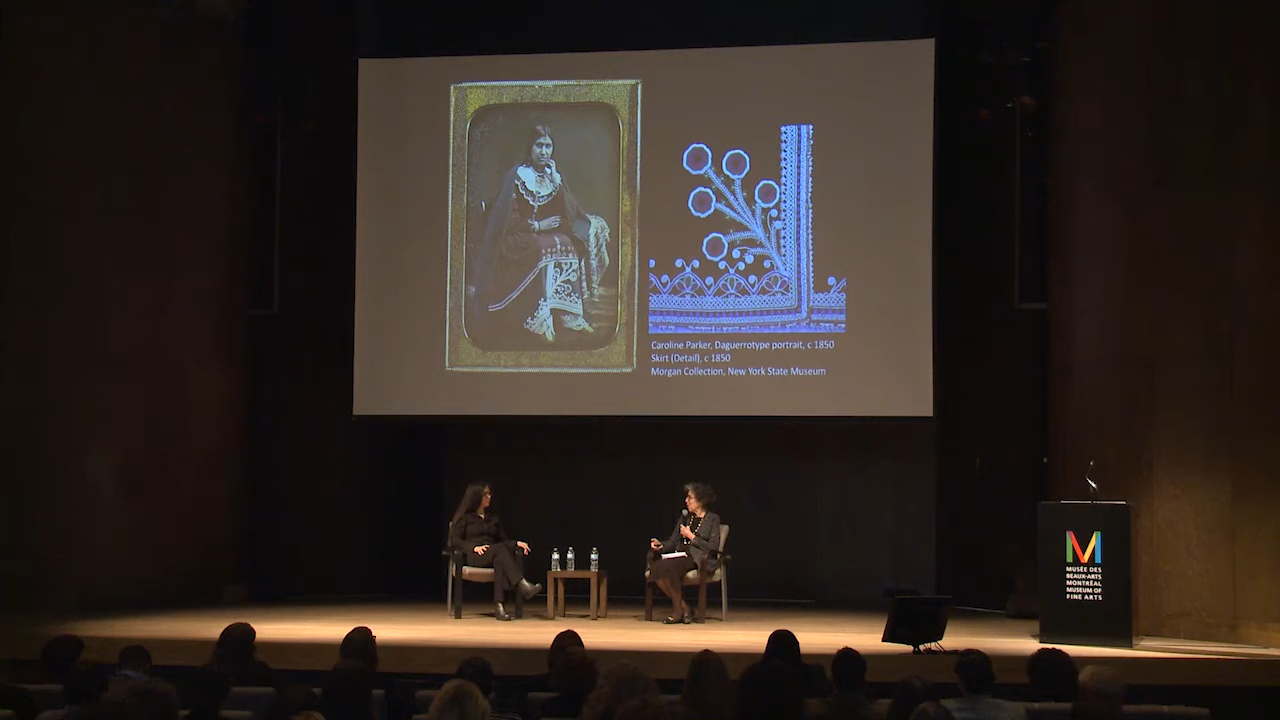 Caroline Parker, Daguerrotype portrait, c 1850
Skirt (Detail), c 1850
Morgan Collection, New York State Museum
M
MUSÉE DES
BEAUX-ARTS
MONTRÉAL
MUSEUM OF
FINE ARTS